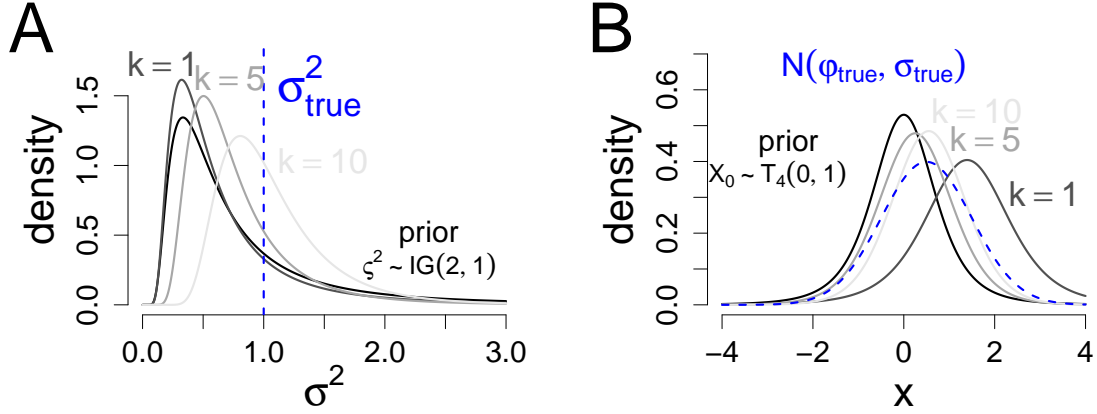 A
density
0.0 0.5 1.0 1.5
k = 1
k = 5
σ²true
k = 10
prior
ς² ~ IG(2, 1)
0.0 1.0 2.0 3.0
σ²
B
density
0.0 0.2 0.4 0.6
N(φtrue, σtrue)
k = 10
k = 5
prior
X₀ ~ T₄(0, 1)
k = 1
−4 −2 0 2 4
x